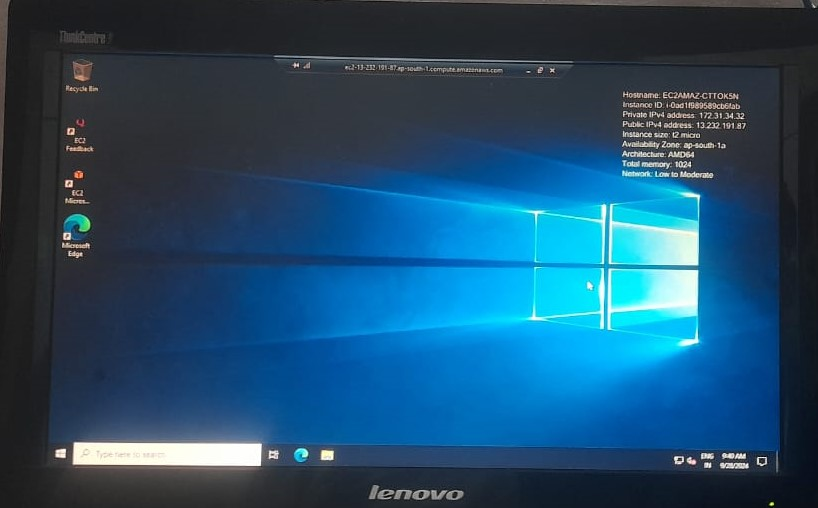 ThinkCentre
ec2-13-232-191-87.ap-south-1.compute.amazonaws.com
Recycle Bin
EC2
Feedback
EC2
Micros...
Microsoft
Edge
Hostname: EC2AMAZ-CTTOK5N
Instance ID: i-0ad1f989589cb6fab
Private IPv4 address: 172.31.34.32
Public IPv4 address: 13.232.191.87
Instance size: t2.micro
Availability Zone: ap-south-1a
Architecture: AMD64
Total memory: 1024
Network: Low to Moderate
Type here to search
ENG
IN
9:40 AM
9/28/2024
lenovo